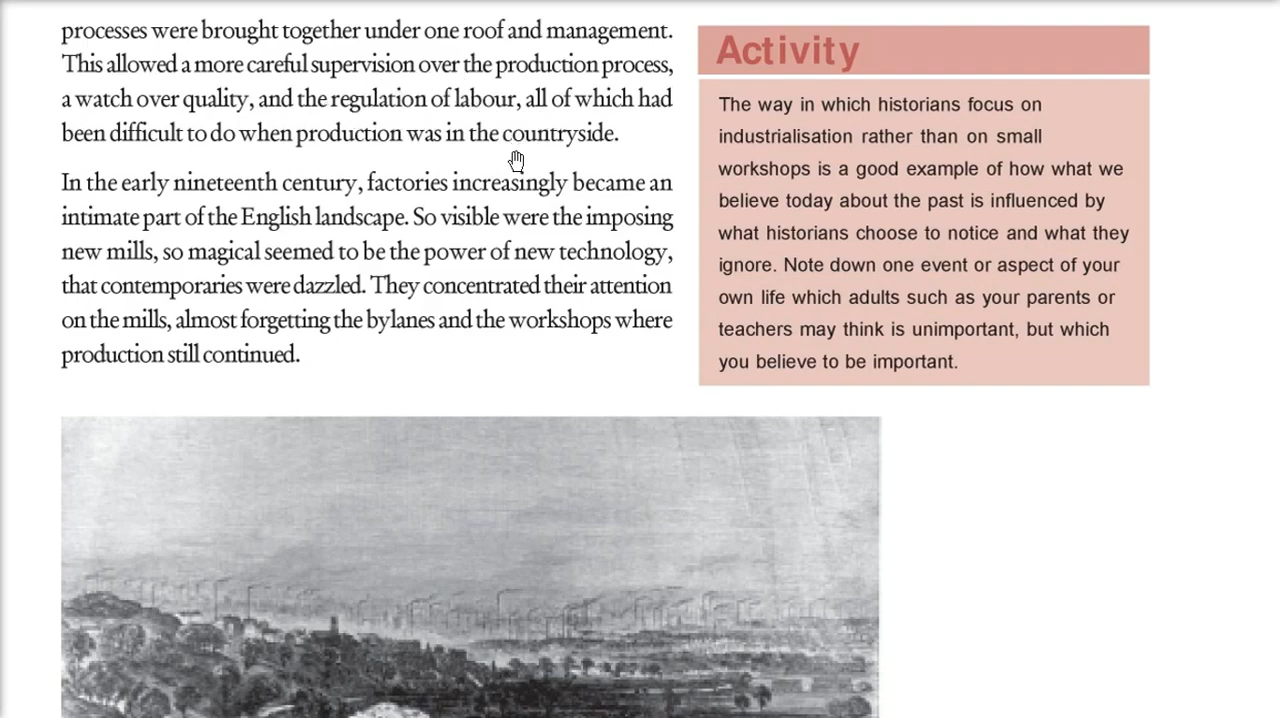 processes were brought together under one roof and management.
This allowed a more careful supervision over the production process,
a watch over quality, and the regulation of labour, all of which had
been difficult to do when production was in the countryside.
In the early nineteenth century, factories increasingly became an
intimate part of the English landscape. So visible were the imposing
new mills, so magical seemed to be the power of new technology,
that contemporaries were dazzled. They concentrated their attention
on the mills, almost forgetting the bylanes and the workshops where
production still continued.
Activity
The way in which historians focus on
industrialisation rather than on small
workshops is a good example of how what we
believe today about the past is influenced by
what historians choose to notice and what they
ignore. Note down one event or aspect of your
own life which adults such as your parents or
teachers may think is unimportant, but which
you believe to be important.